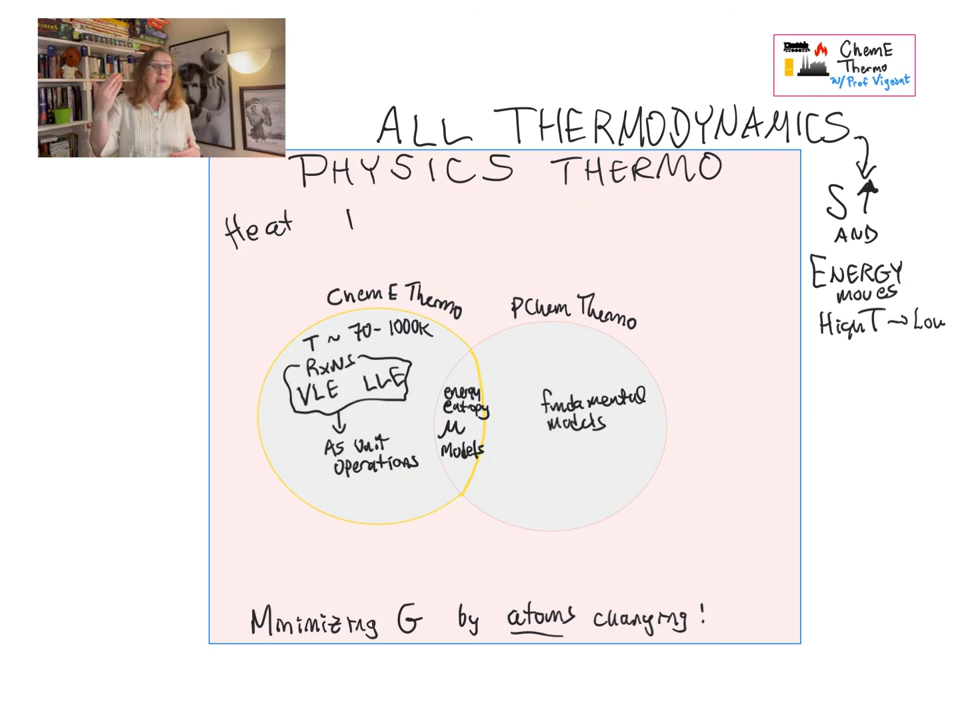 ChemE
Thermo
w/ Prof Vigeant
ALL THERMODYNAMICS
PHYSICS THERMO
S↑
AND
ENERGY
moves
High T → Low
Heat
ChemE Thermo
PChem Thermo
T ~ 70-1000K
RXNS
VLE LLE
As Unit
Operations
energy
entropy
μ
Models
fundamental
models
Minimizing G by atoms changing!